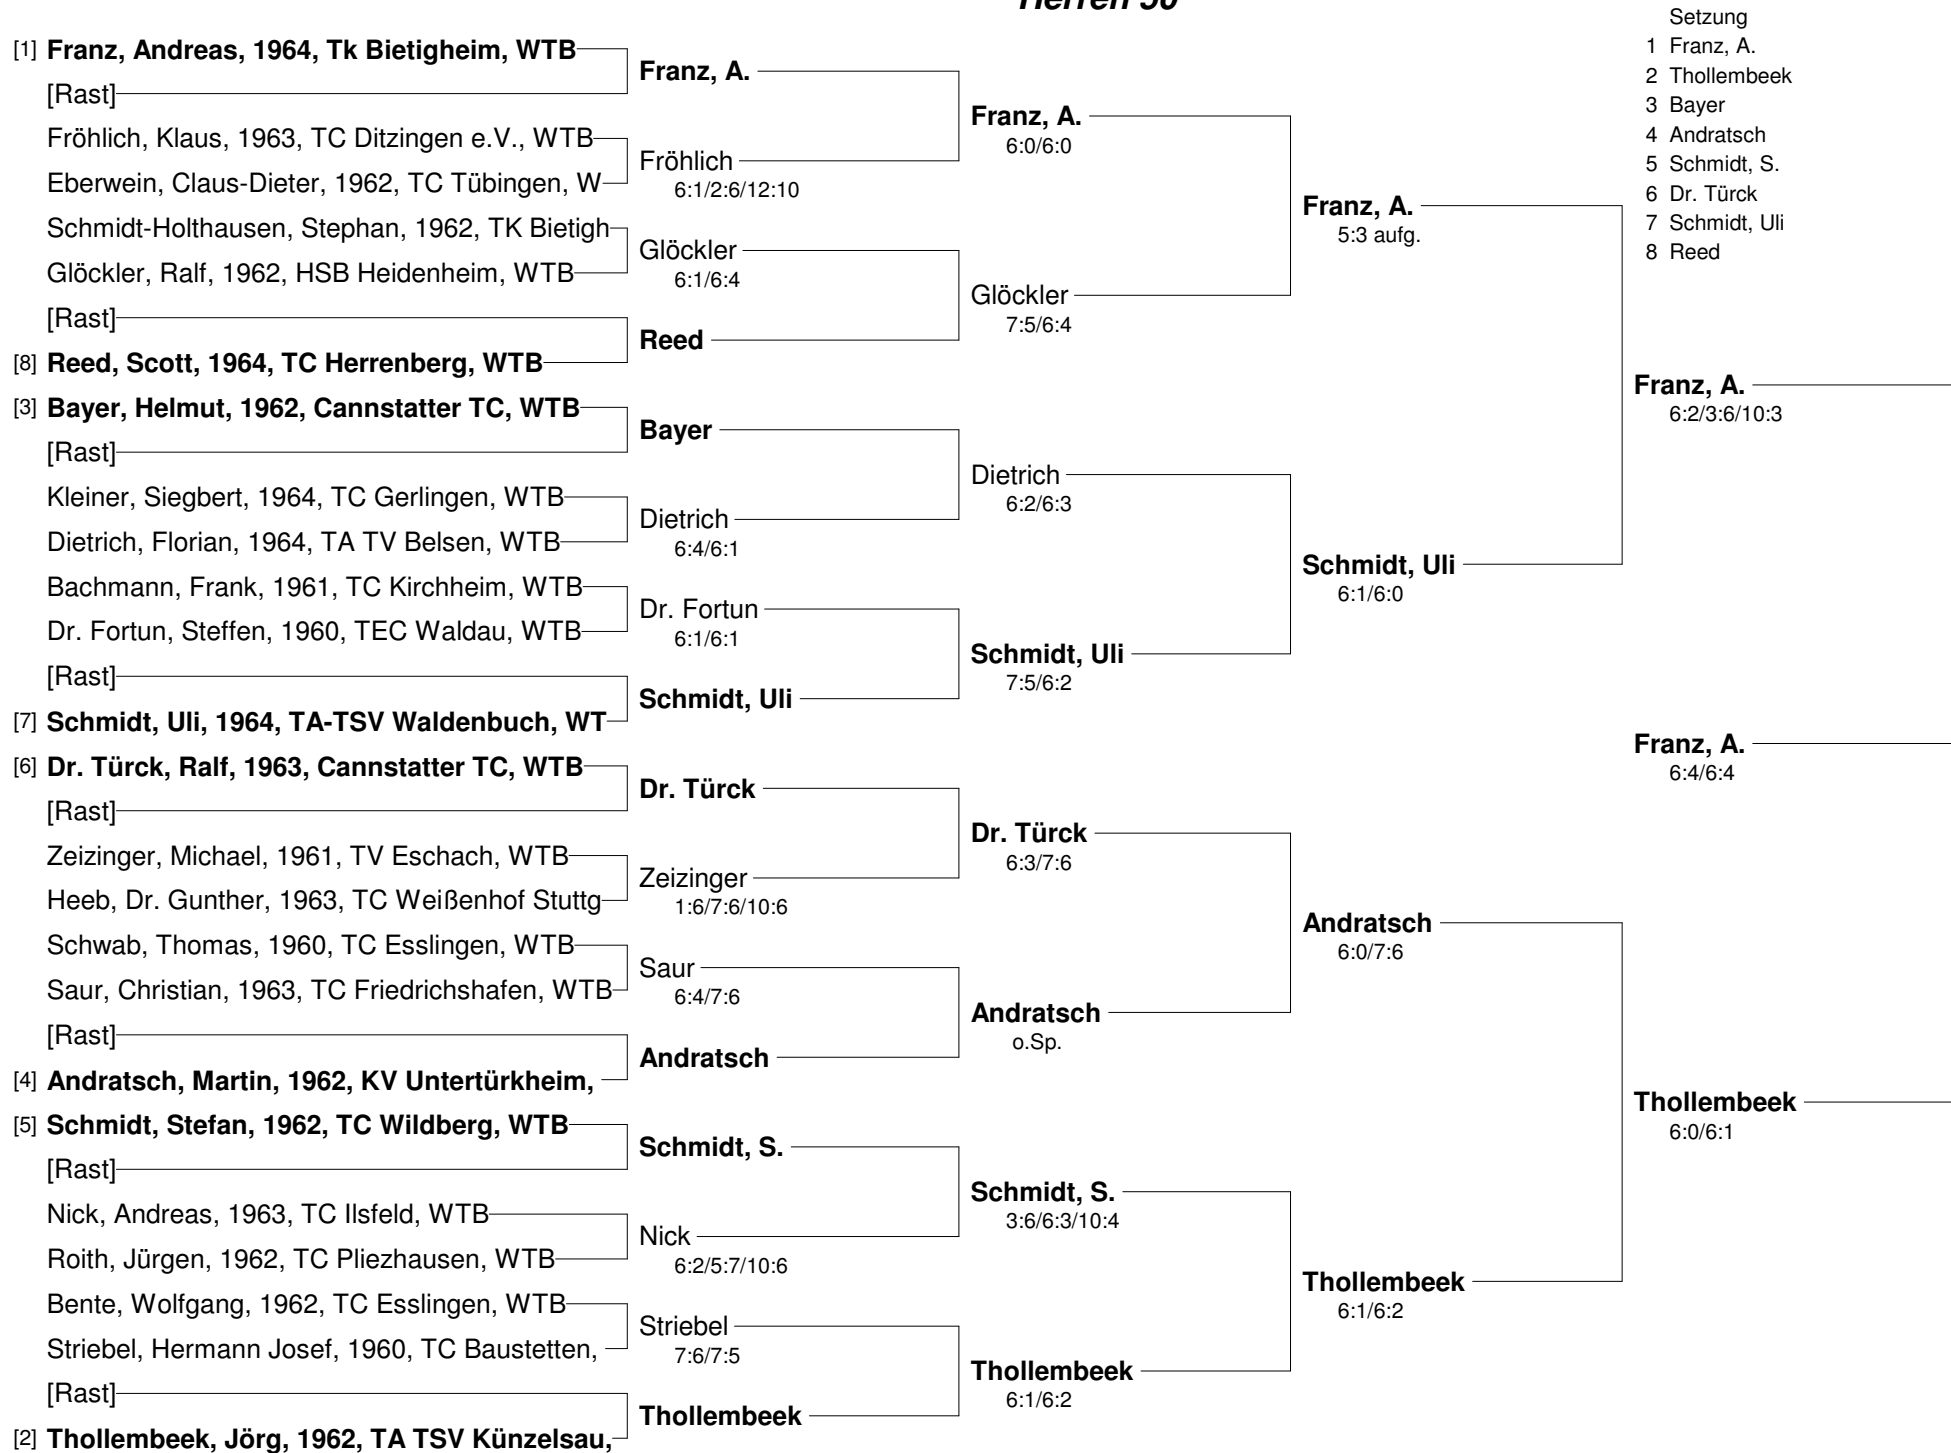 Herren 50
Setzung
1 Franz, A.
2 Thollembeek
3 Bayer
4 Andratsch
5 Schmidt, S.
6 Dr. Türck
7 Schmidt, Uli
8 Reed
[1] Franz, Andreas, 1964, Tk Bietigheim, WTB
[Rast]
Fröhlich, Klaus, 1963, TC Ditzingen e.V., WTB
Eberwein, Claus-Dieter, 1962, TC Tübingen, W
Schmidt-Holthausen, Stephan, 1962, TK Bietigh
Glöckler, Ralf, 1962, HSB Heidenheim, WTB
[Rast]
[8] Reed, Scott, 1964, TC Herrenberg, WTB
[3] Bayer, Helmut, 1962, Cannstatter TC, WTB
[Rast]
Kleiner, Siegbert, 1964, TC Gerlingen, WTB
Dietrich, Florian, 1964, TA TV Belsen, WTB
Bachmann, Frank, 1961, TC Kirchheim, WTB
Dr. Fortun, Steffen, 1960, TEC Waldau, WTB
[Rast]
[7] Schmidt, Uli, 1964, TA-TSV Waldenbuch, WT
[6] Dr. Türck, Ralf, 1963, Cannstatter TC, WTB
[Rast]
Zeizinger, Michael, 1961, TV Eschach, WTB
Heeb, Dr. Gunther, 1963, TC Weißenhof Stuttg
Schwab, Thomas, 1960, TC Esslingen, WTB
Saur, Christian, 1963, TC Friedrichshafen, WTB
[Rast]
[4] Andratsch, Martin, 1962, KV Untertürkheim,
[5] Schmidt, Stefan, 1962, TC Wildberg, WTB
[Rast]
Nick, Andreas, 1963, TC Ilsfeld, WTB
Roith, Jürgen, 1962, TC Pliezhausen, WTB
Bente, Wolfgang, 1962, TC Esslingen, WTB
Striebel, Hermann Josef, 1960, TC Baustetten,
[Rast]
[2] Thollembeek, Jörg, 1962, TA TSV Künzelsau,
Franz, A.
Fröhlich
6:1/2:6/12:10
Glöckler
6:1/6:4
Reed
Bayer
Dietrich
6:4/6:1
Dr. Fortun
6:1/6:1
Schmidt, Uli
Dr. Türck
Zeizinger
1:6/7:6/10:6
Saur
6:4/7:6
Andratsch
Schmidt, S.
Nick
6:2/5:7/10:6
Striebel
7:6/7:5
Thollembeek
Franz, A.
6:0/6:0
Glöckler
7:5/6:4
Dietrich
6:2/6:3
Schmidt, Uli
7:5/6:2
Dr. Türck
6:3/7:6
Andratsch
o.Sp.
Schmidt, S.
3:6/6:3/10:4
Thollembeek
6:1/6:2
Franz, A.
5:3 aufg.
Schmidt, Uli
6:1/6:0
Andratsch
6:0/7:6
Thollembeek
6:1/6:2
Franz, A.
6:2/3:6/10:3
Franz, A.
6:4/6:4
Thollembeek
6:0/6:1